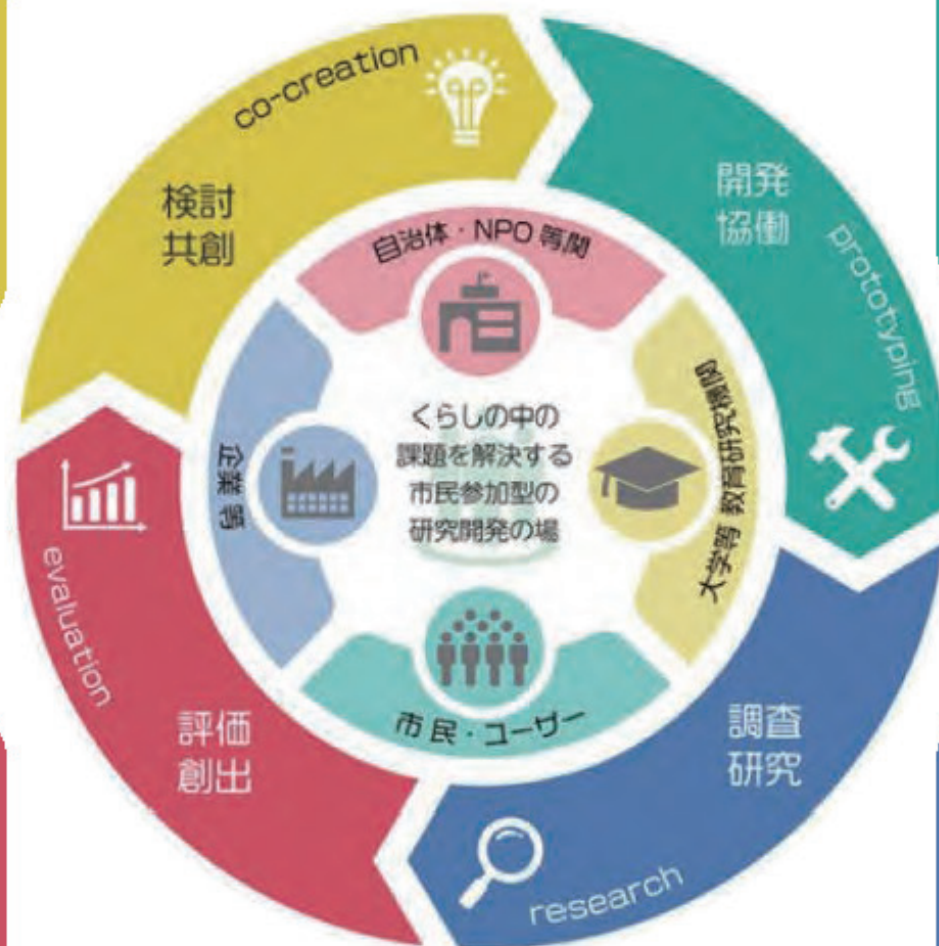 co-creation
検討
共創
開発
協働
prototyping
自治体・NPO 等関
大学等 教育研究機関
企業等
くらしの中の
課題を解決する
市民参加型の
研究開発の場
市民・ユーザー
evaluation
評価
創出
調査
研究
research